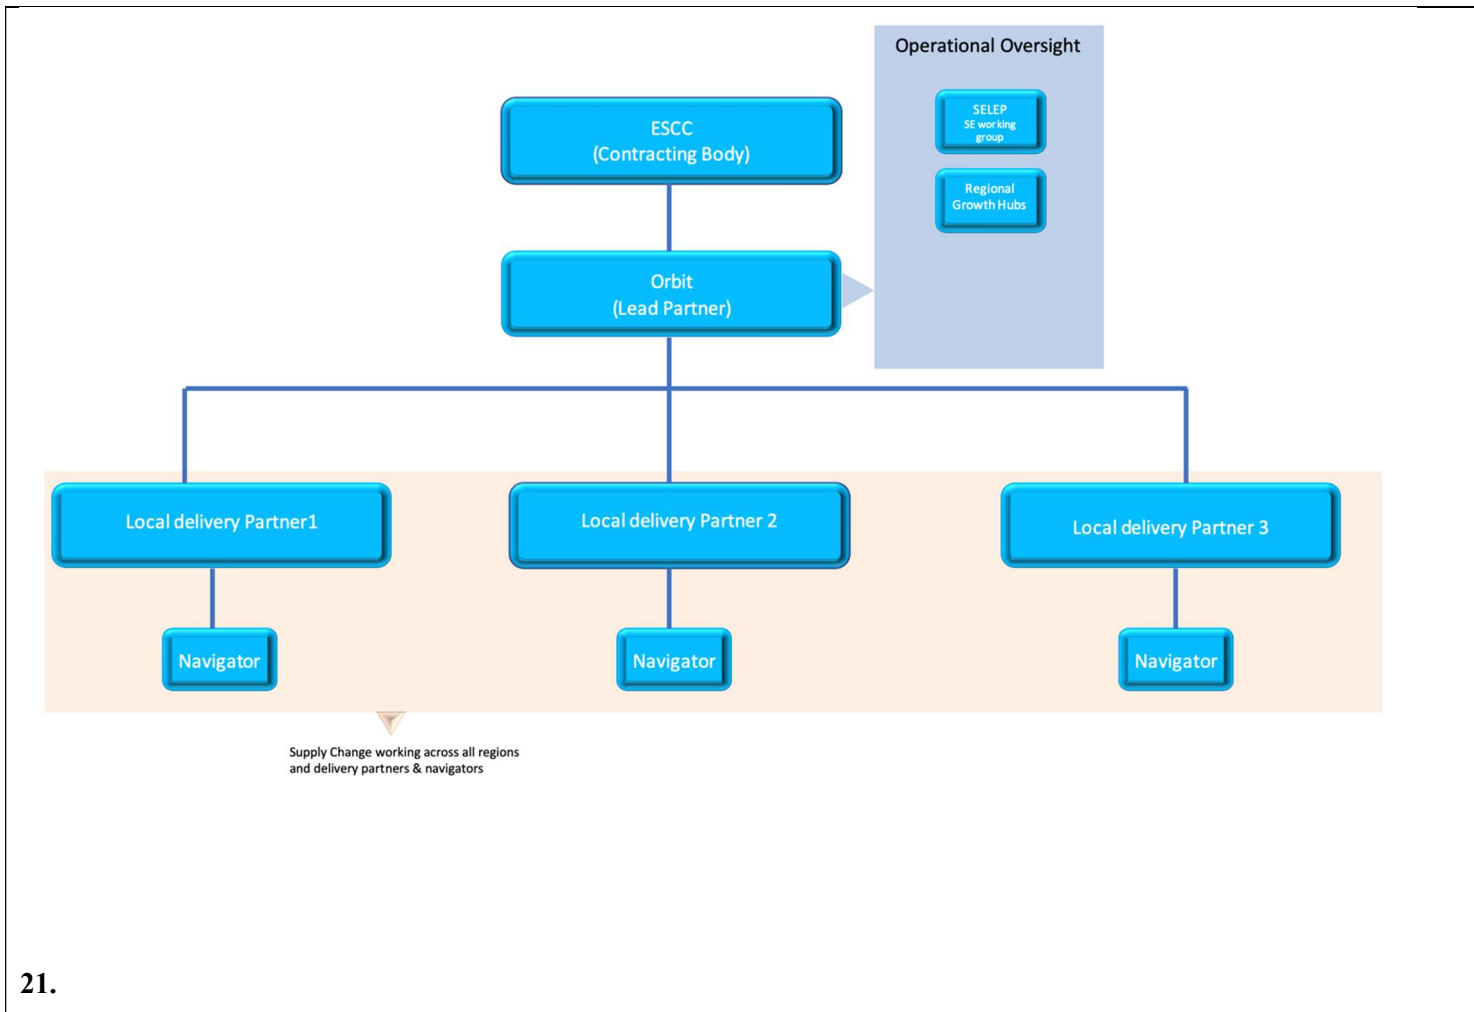 Operational Oversight
SELEP
SE working
group
Regional
Growth Hubs
ESCC
(Contracting Body)
Orbit
(Lead Partner)
Local delivery Partner1
Local delivery Partner 2
Local delivery Partner 3
Navigator
Navigator
Navigator
Supply Change working across all regions
and delivery partners & navigators
21.